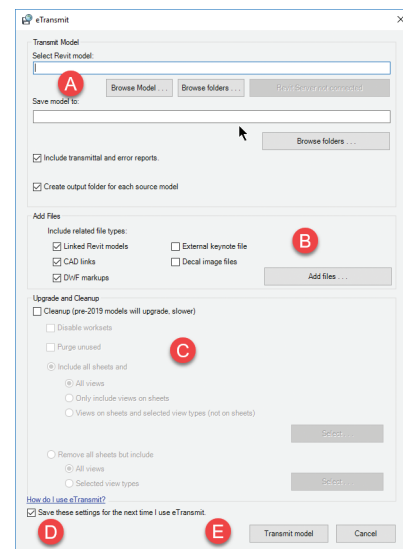 eTransmit
Transmit Model
Select Revit model:
A
Browse Model . . .
Browse folders . . .
Revit Server not connected
Save model to:
Browse folders . . .
Include transmittal and error reports.
Create output folder for each source model
Add Files
Include related file types:
B
Linked Revit models
External keynote file
CAD links
Decal image files
DWF markups
Add files . . .
Upgrade and Cleanup
Cleanup (pre-2019 models will upgrade, slower)
Disable worksets
Purge unused
C
Include all sheets and
All views
Only include views on sheets
Views on sheets and selected view types (not on sheets)
Select...
Remove all sheets but include
All views
Selected view types
Select...
How do I use eTransmit?
Save these settings for the next time I use eTransmit.
D
E
Transmit model
Cancel